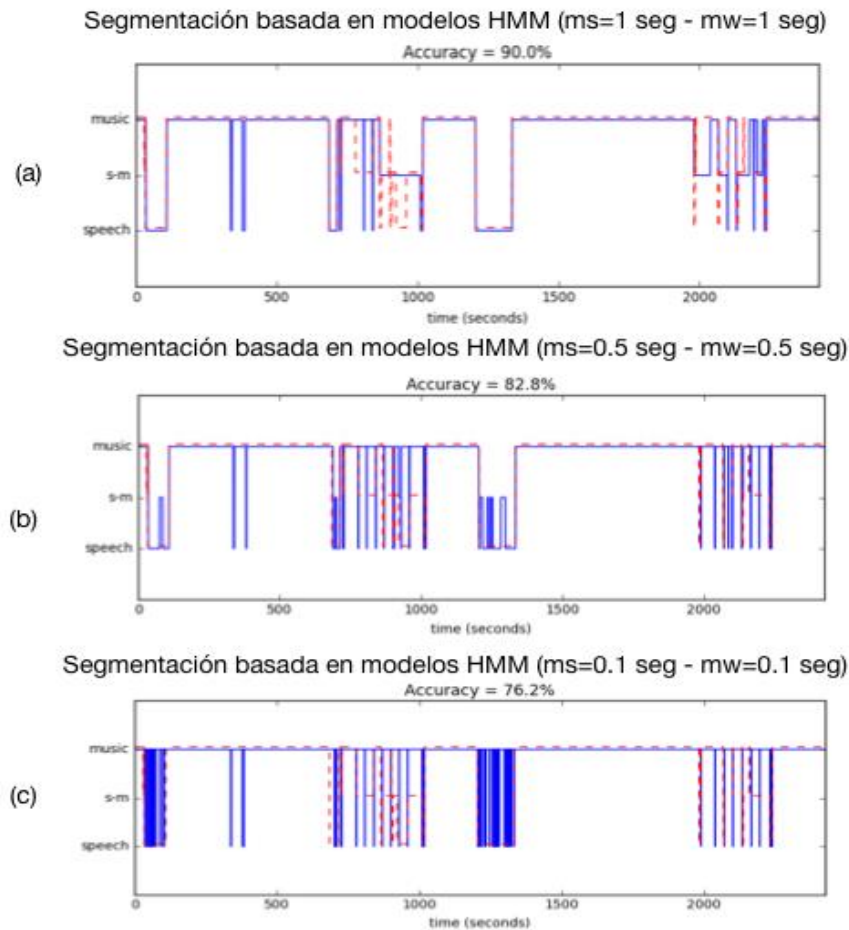 Segmentación basada en modelos HMM (ms=1 seg - mw=1 seg)
Accuracy = 90.0%
(a)
music
s-m
speech
0 500 1000 1500 2000
time (seconds)
Segmentación basada en modelos HMM (ms=0.5 seg - mw=0.5 seg)
Accuracy = 82.8%
(b)
music
s-m
speech
0 500 1000 1500 2000
time (seconds)
Segmentación basada en modelos HMM (ms=0.1 seg - mw=0.1 seg)
Accuracy = 76.2%
(c)
music
s-m
speech
0 500 1000 1500 2000
time (seconds)